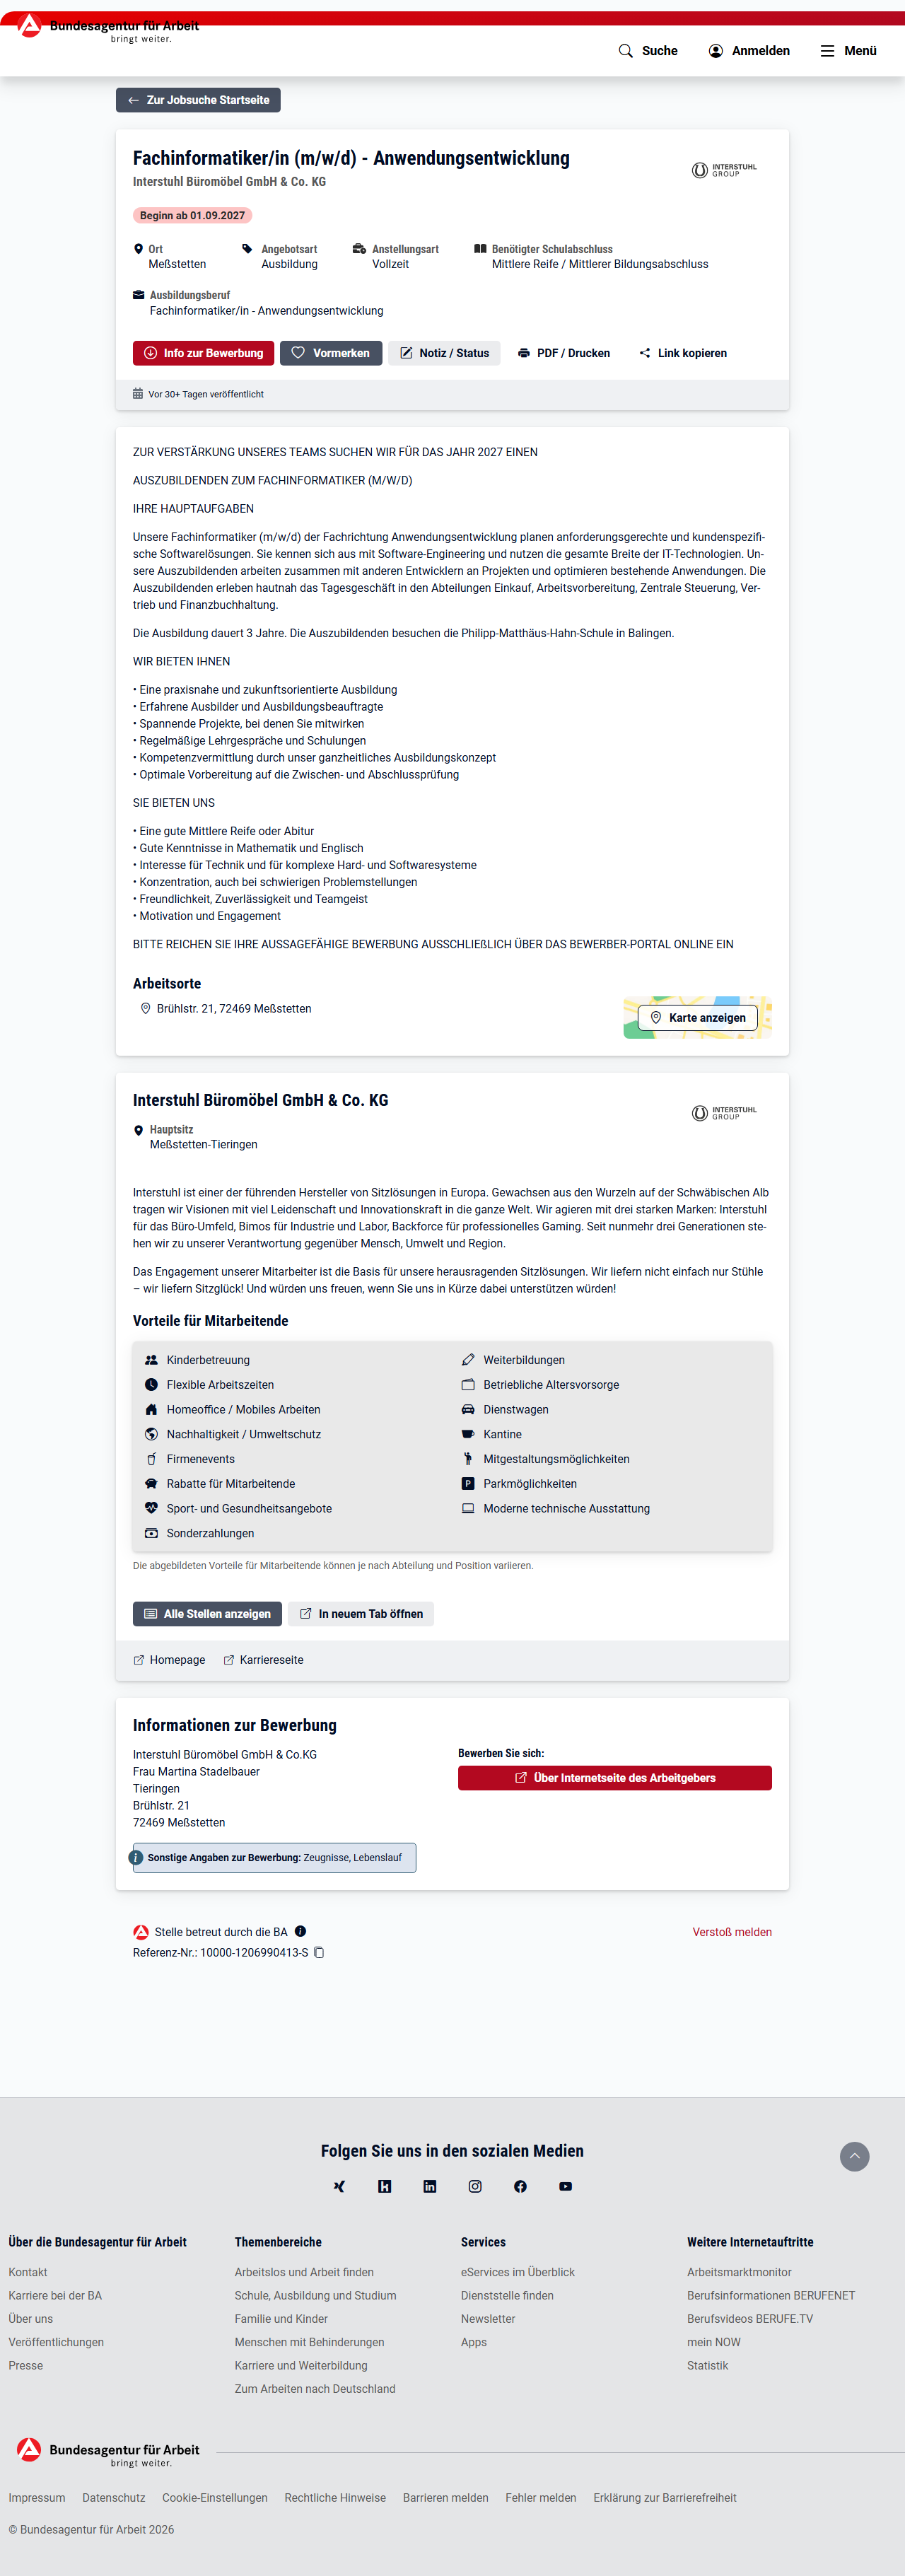 Bundesagentur für Arbeit
bringt weiter.
Suche
Anmelden
Menü
Zur Jobsuche Startseite
Fachinformatiker/in (m/w/d) - Anwendungsentwicklung
Interstuhl Büromöbel GmbH & Co. KG
INTERSTUHL
GROUP
Beginn ab 01.09.2027
Ort
Meßstetten
Angebotsart
Ausbildung
Anstellungsart
Vollzeit
Benötigter Schulabschluss
Mittlere Reife / Mittlerer Bildungsabschluss
Ausbildungsberuf
Fachinformatiker/in - Anwendungsentwicklung
Info zur Bewerbung
Vormerken
Notiz / Status
PDF / Drucken
Link kopieren
Vor 30+ Tagen veröffentlicht
ZUR VERSTÄRKUNG UNSERES TEAMS SUCHEN WIR FÜR DAS JAHR 2027 EINEN
AUSZUBILDENDEN ZUM FACHINFORMATIKER (M/W/D)
IHRE HAUPTAUFGABEN
Unsere Fachinformatiker (m/w/d) der Fachrichtung Anwendungsentwicklung planen anforderungsgerechte und kundenspezifi-
sche Softwarelösungen. Sie kennen sich aus mit Software-Engineering und nutzen die gesamte Breite der IT-Technologien. Un-
sere Auszubildenden arbeiten zusammen mit anderen Entwicklern an Projekten und optimieren bestehende Anwendungen. Die
Auszubildenden erleben hautnah das Tagesgeschäft in den Abteilungen Einkauf, Arbeitsvorbereitung, Zentrale Steuerung, Ver-
trieb und Finanzbuchhaltung.
Die Ausbildung dauert 3 Jahre. Die Auszubildenden besuchen die Philipp-Matthäus-Hahn-Schule in Balingen.
WIR BIETEN IHNEN
• Eine praxisnahe und zukunftsorientierte Ausbildung
• Erfahrene Ausbilder und Ausbildungsbeauftragte
• Spannende Projekte, bei denen Sie mitwirken
• Regelmäßige Lehrgespräche und Schulungen
• Kompetenzvermittlung durch unser ganzheitliches Ausbildungskonzept
• Optimale Vorbereitung auf die Zwischen- und Abschlussprüfung
SIE BIETEN UNS
• Eine gute Mittlere Reife oder Abitur
• Gute Kenntnisse in Mathematik und Englisch
• Interesse für Technik und für komplexe Hard- und Softwaresysteme
• Konzentration, auch bei schwierigen Problemstellungen
• Freundlichkeit, Zuverlässigkeit und Teamgeist
• Motivation und Engagement
BITTE REICHEN SIE IHRE AUSSAGEFÄHIGE BEWERBUNG AUSSCHLIEßLICH ÜBER DAS BEWERBER-PORTAL ONLINE EIN
Arbeitsorte
Brühlstr. 21, 72469 Meßstetten
Karte anzeigen
Interstuhl Büromöbel GmbH & Co. KG
INTERSTUHL
GROUP
Hauptsitz
Meßstetten-Tieringen
Interstuhl ist einer der führenden Hersteller von Sitzlösungen in Europa. Gewachsen aus den Wurzeln auf der Schwäbischen Alb
tragen wir Visionen mit viel Leidenschaft und Innovationskraft in die ganze Welt. Wir agieren mit drei starken Marken: Interstuhl
für das Büro-Umfeld, Bimos für Industrie und Labor, Backforce für professionelles Gaming. Seit nunmehr drei Generationen ste-
hen wir zu unserer Verantwortung gegenüber Mensch, Umwelt und Region.
Das Engagement unserer Mitarbeiter ist die Basis für unsere herausragenden Sitzlösungen. Wir liefern nicht einfach nur Stühle
– wir liefern Sitzglück! Und würden uns freuen, wenn Sie uns in Kürze dabei unterstützen würden!
Vorteile für Mitarbeitende
Kinderbetreuung
Weiterbildungen
Flexible Arbeitszeiten
Betriebliche Altersvorsorge
Homeoffice / Mobiles Arbeiten
Dienstwagen
Nachhaltigkeit / Umweltschutz
Kantine
Firmenevents
Mitgestaltungsmöglichkeiten
Rabatte für Mitarbeitende
Parkmöglichkeiten
Sport- und Gesundheitsangebote
Moderne technische Ausstattung
Sonderzahlungen
Die abgebildeten Vorteile für Mitarbeitende können je nach Abteilung und Position variieren.
Alle Stellen anzeigen
In neuem Tab öffnen
Homepage
Karriereseite
Informationen zur Bewerbung
Interstuhl Büromöbel GmbH & Co.KG
Frau Martina Stadelbauer
Tieringen
Brühlstr. 21
72469 Meßstetten
Bewerben Sie sich:
Über Internetseite des Arbeitgebers
Sonstige Angaben zur Bewerbung: Zeugnisse, Lebenslauf
Stelle betreut durch die BA
Verstoß melden
Referenz-Nr.: 10000-1206990413-S
Folgen Sie uns in den sozialen Medien
Über die Bundesagentur für Arbeit
Kontakt
Karriere bei der BA
Über uns
Veröffentlichungen
Presse
Themenbereiche
Arbeitslos und Arbeit finden
Schule, Ausbildung und Studium
Familie und Kinder
Menschen mit Behinderungen
Karriere und Weiterbildung
Zum Arbeiten nach Deutschland
Services
eServices im Überblick
Dienststelle finden
Newsletter
Apps
Weitere Internetauftritte
Arbeitsmarktmonitor
Berufsinformationen BERUFENET
Berufsvideos BERUFE.TV
mein NOW
Statistik
Bundesagentur für Arbeit
bringt weiter.
Impressum
Datenschutz
Cookie-Einstellungen
Rechtliche Hinweise
Barrieren melden
Fehler melden
Erklärung zur Barrierefreiheit
© Bundesagentur für Arbeit 2026